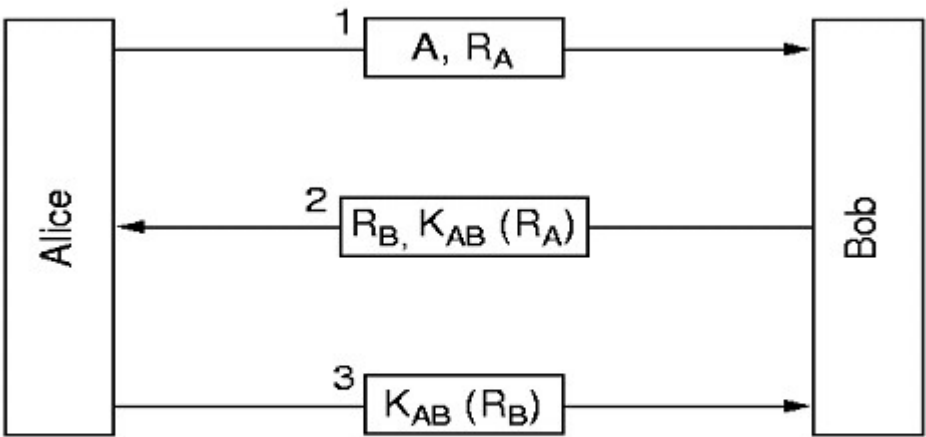 1
A, R_A
Alice
2
R_B, K_AB (R_A)
Bob
3
K_AB (R_B)